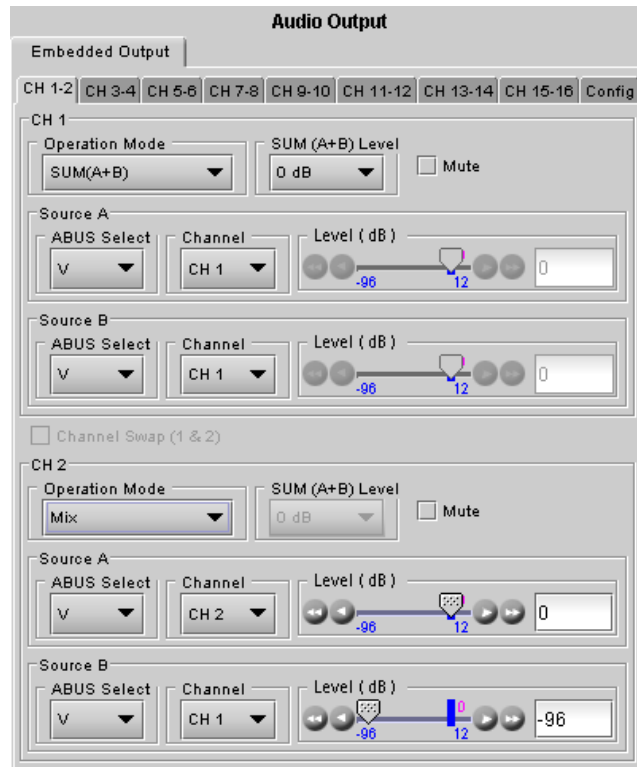 Audio Output
Embedded Output
CH 1-2 CH 3-4 CH 5-6 CH 7-8 CH 9-10 CH 11-12 CH 13-14 CH 15-16 Config
CH 1
Operation Mode SUM (A+B) Level
SUM(A+B) 0 dB Mute
Source A
ABUS Select Channel Level ( dB )
V CH 1 0
-96 12
Source B
ABUS Select Channel Level ( dB )
V CH 1 0
-96 12
Channel Swap (1 & 2)
CH 2
Operation Mode SUM (A+B) Level
Mix 0 dB Mute
Source A
ABUS Select Channel Level ( dB )
V CH 2 0
-96 12
Source B
ABUS Select Channel Level ( dB )
V CH 1 0 -96
-96 12